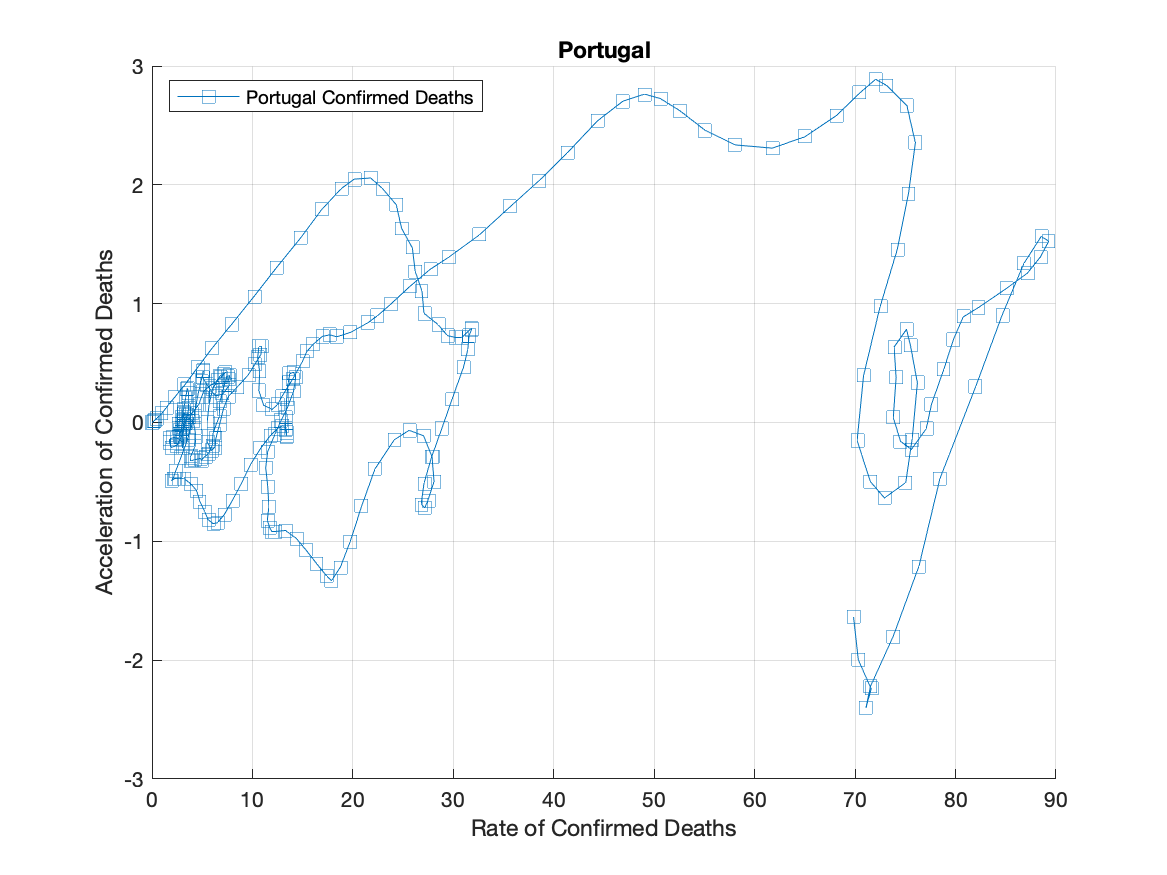 Portugal
Portugal Confirmed Deaths
3
2
1
0
-1
-2
-3
Acceleration of Confirmed Deaths
0 10 20 30 40 50 60 70 80 90
Rate of Confirmed Deaths